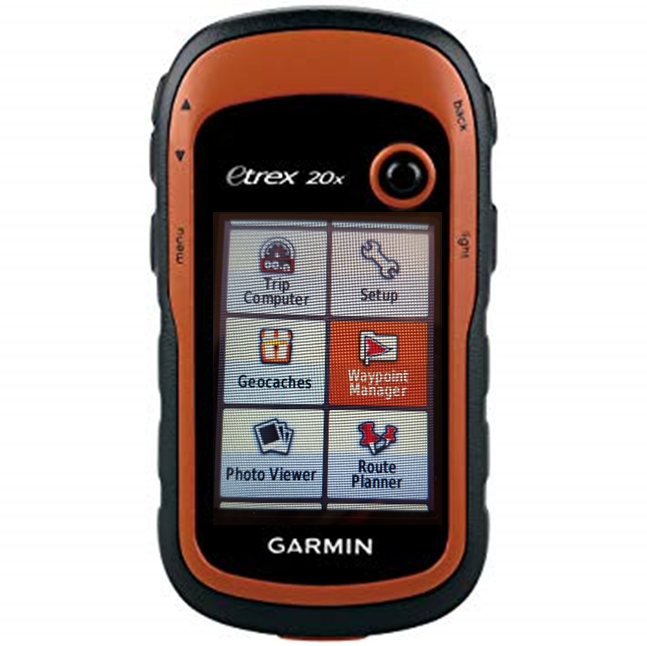 back
etrex 20x
menu
light
Trip
Computer
Setup
Geocaches
Waypoint
Manager
Photo Viewer
Route
Planner
GARMIN